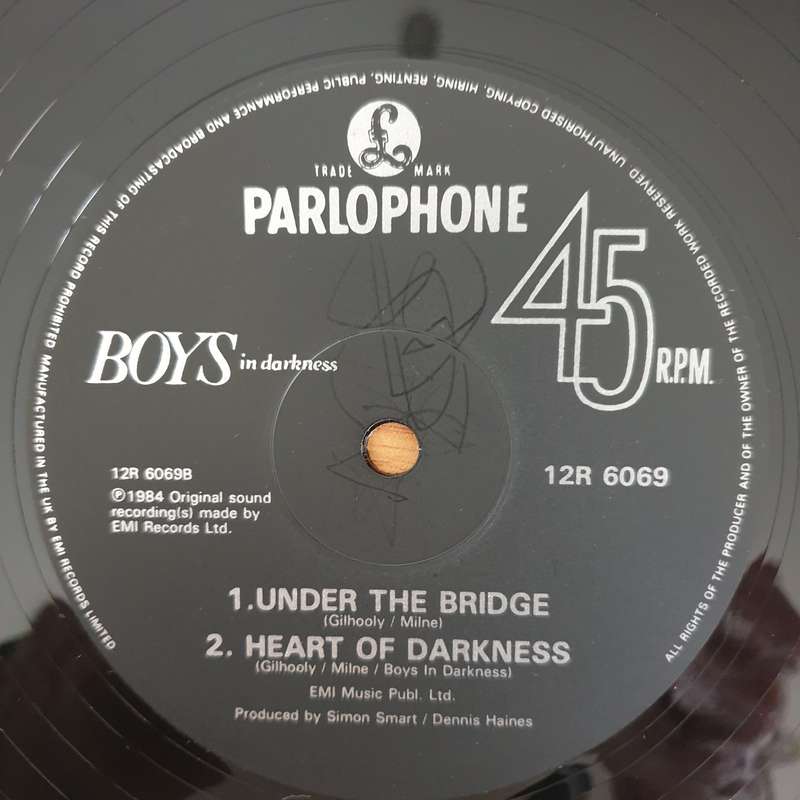 £
TRADE MARK
PARLOPHONE
45 R.P.M.
BOYS in darkness
12R 6069B
℗1984 Original sound
recording(s) made by
EMI Records Ltd.
12R 6069
1.UNDER THE BRIDGE
(Gilhooly / Milne)
2. HEART OF DARKNESS
(Gilhooly / Milne / Boys In Darkness)
EMI Music Publ. Ltd.
Produced by Simon Smart / Dennis Haines
MANUFACTURED IN THE UK BY EMI RECORDS LIMITED
ALL RIGHTS OF THE PRODUCER AND OF THE OWNER OF THE RECORDED WORK RESERVED. UNAUTHORISED COPYING, HIRING, RENTING, PUBLIC PERFORMANCE AND BROADCASTING OF THIS RECORD PROHIBITED